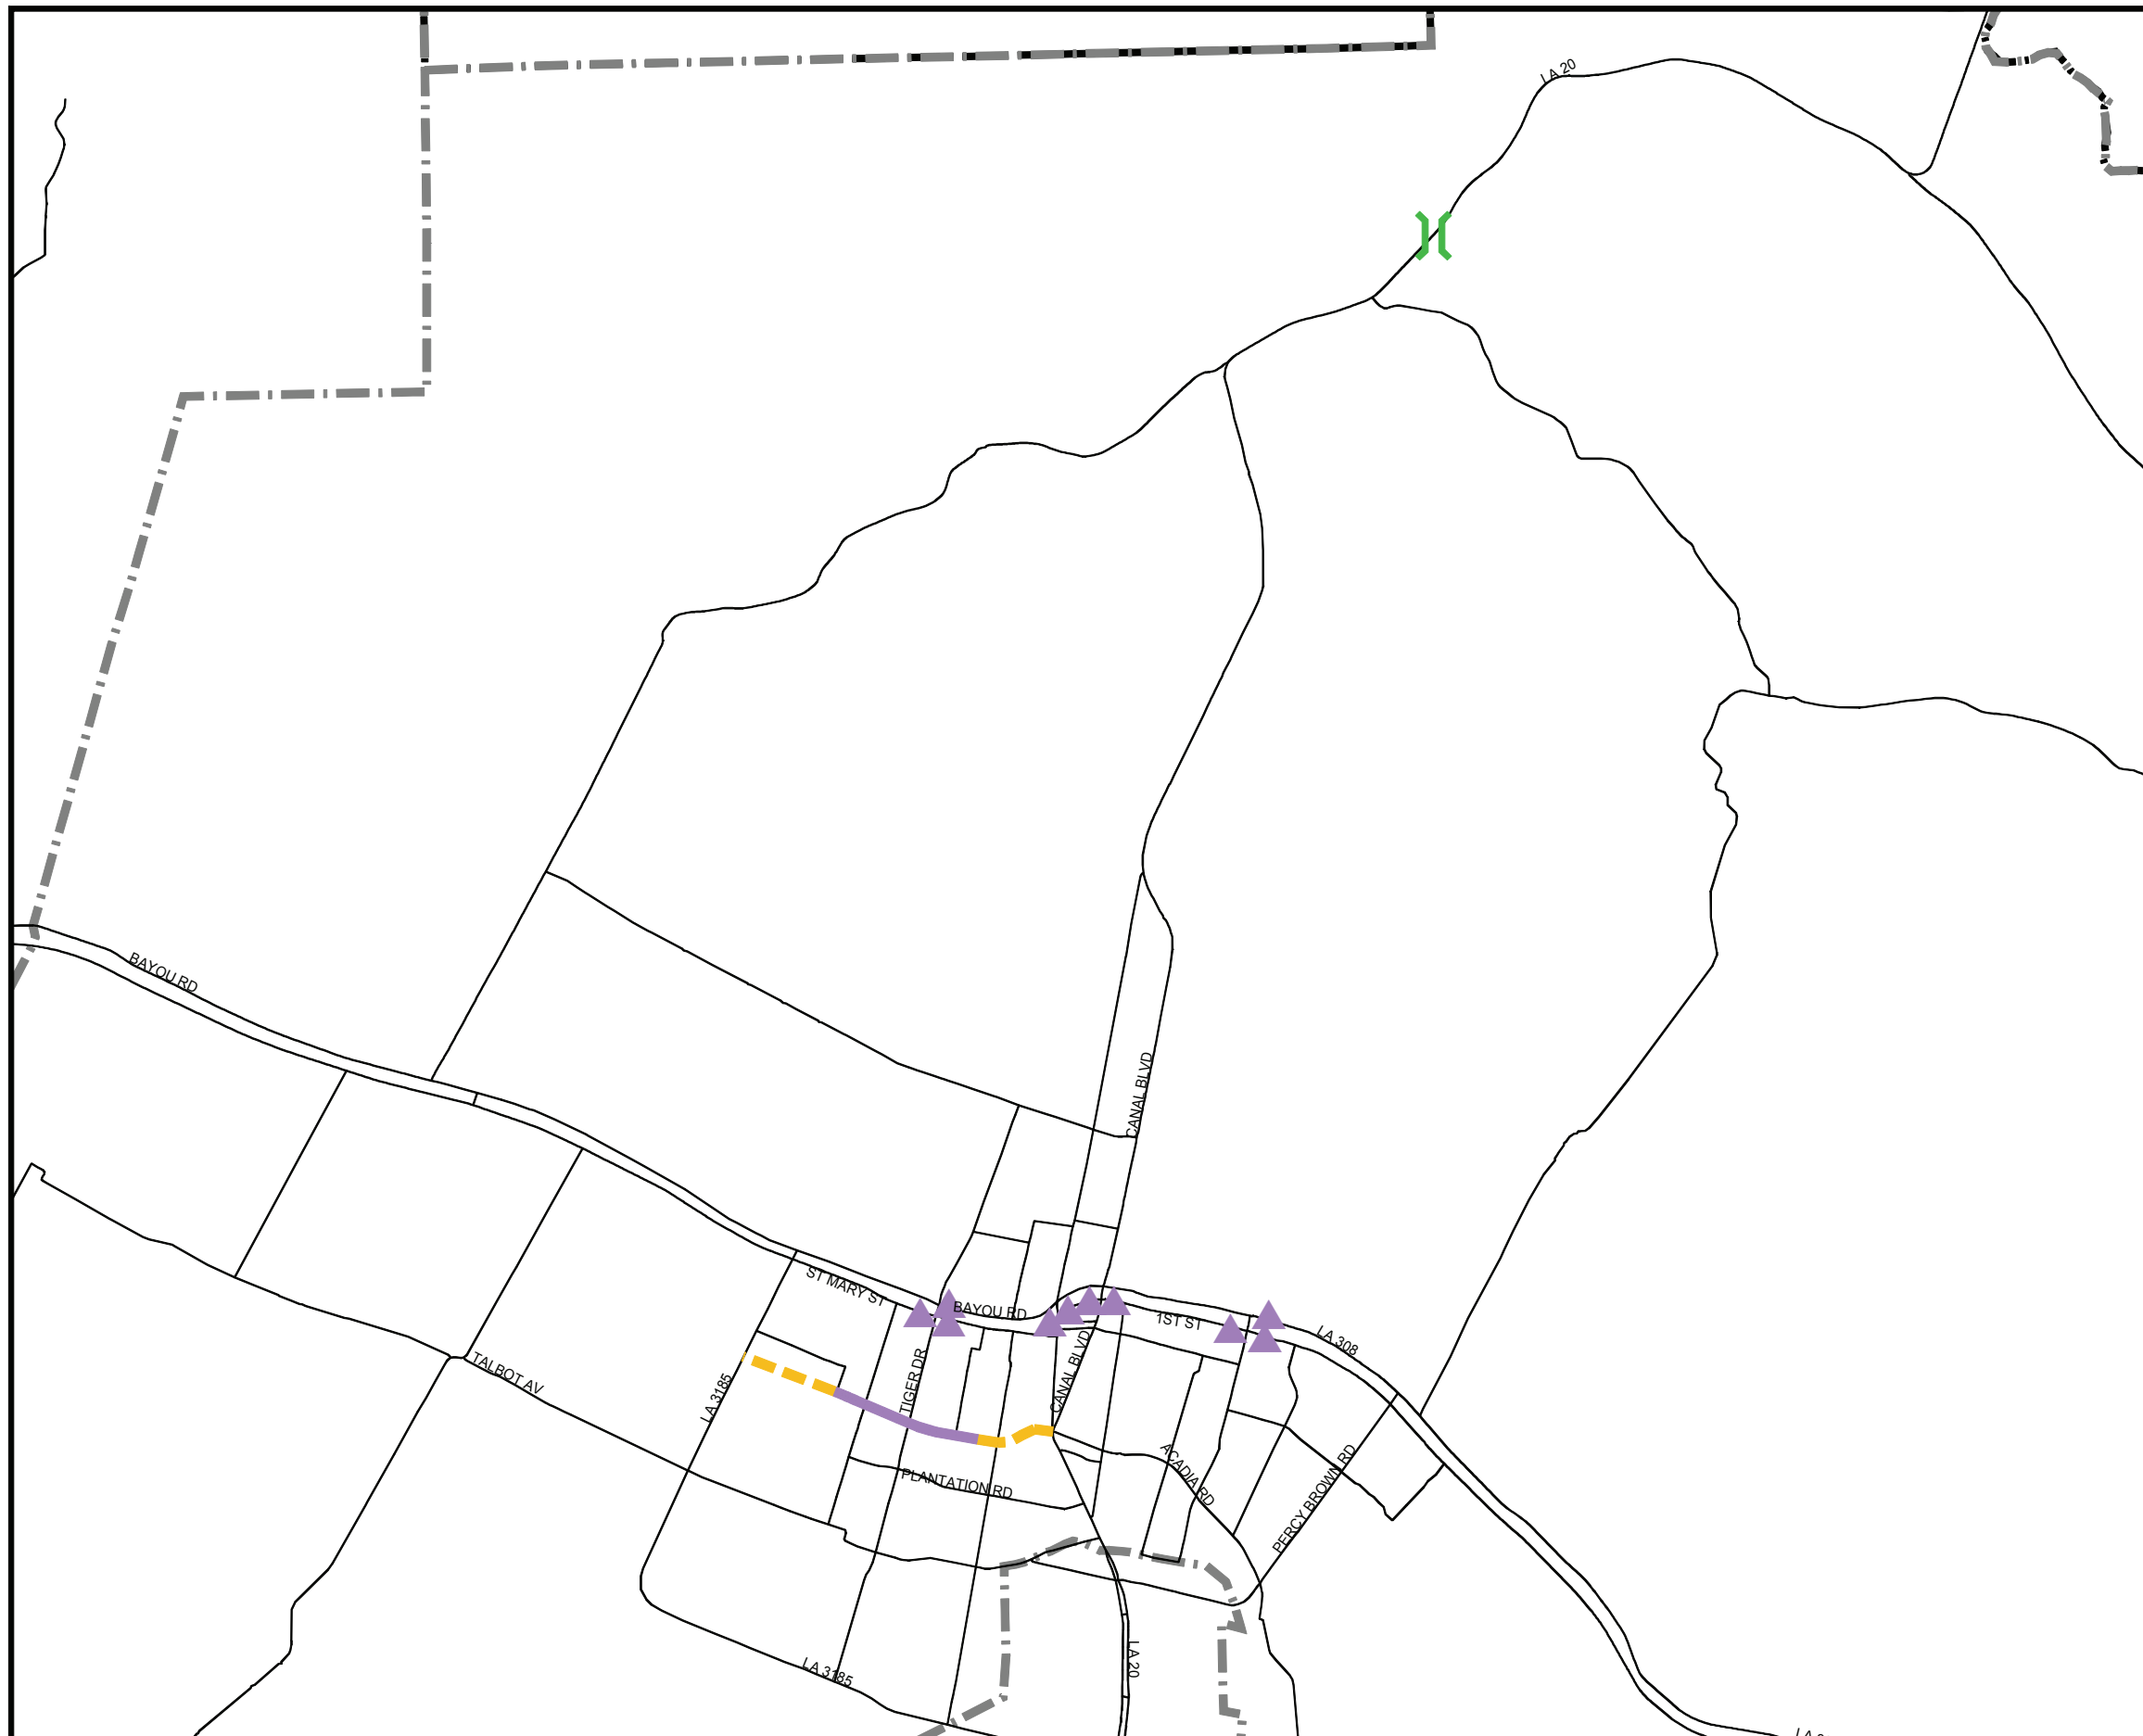 LA 20
BAYOU RD
CANAL BLVD
ST MARY ST
BAYOU RD
1ST ST
LA 308
TALBOT AV
LA 3185
TIGER DR
CANAL BLVD
ACADIA RD
PERCY BROWN RD
PLANTATION RD
LA 20
LA 3185